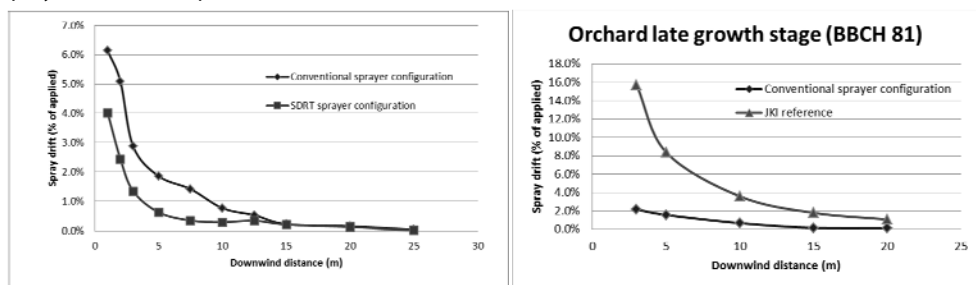 7.0%
6.0%
5.0%
4.0%
3.0%
2.0%
1.0%
0.0%
Spray drift (% of applied)
Conventional sprayer configuration
SDRT sprayer configuration
0 5 10 15 20 25 30
Downwind distance (m)
Orchard late growth stage (BBCH 81)
18.0%
16.0%
14.0%
12.0%
10.0%
8.0%
6.0%
4.0%
2.0%
0.0%
Spray drift (% of applied)
Conventional sprayer configuration
JKI reference
0 5 10 15 20 25
Downwind distance (m)